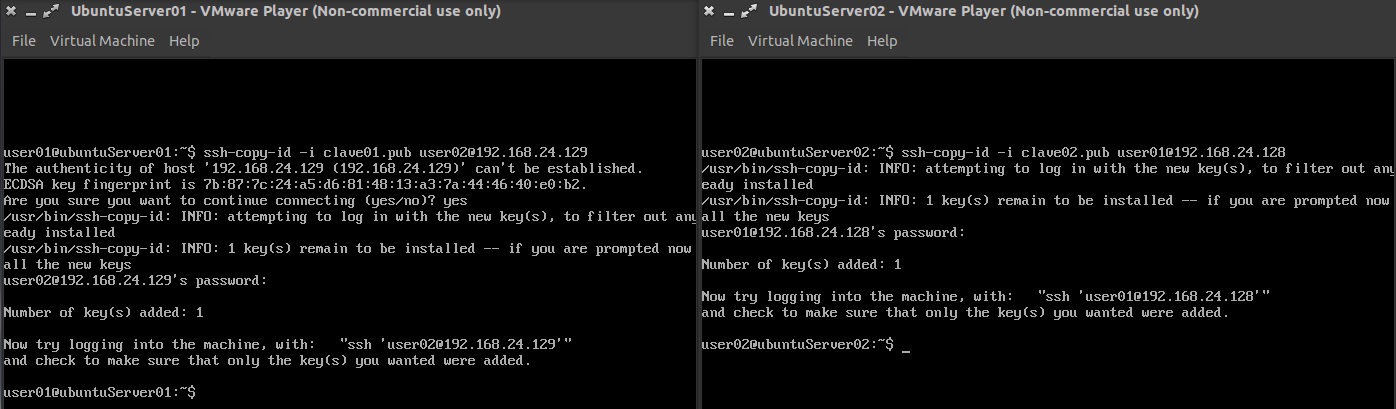 UbuntuServer01 - VMware Player (Non-commercial use only)
File Virtual Machine Help
user01@ubuntuServer01:~$ ssh-copy-id -i clave01.pub user02@192.168.24.129
The authenticity of host '192.168.24.129 (192.168.24.129)' can't be established.
ECDSA key fingerprint is 7b:87:7c:24:a5:d6:81:48:13:a3:7a:44:46:40:e0:b2.
Are you sure you want to continue connecting (yes/no)? yes
/usr/bin/ssh-copy-id: INFO: attempting to log in with the new key(s), to filter out any
eady installed
/usr/bin/ssh-copy-id: INFO: 1 key(s) remain to be installed -- if you are prompted now
all the new keys
user02@192.168.24.129's password:
Number of key(s) added: 1
Now try logging into the machine, with: "ssh 'user02@192.168.24.129'"
and check to make sure that only the key(s) you wanted were added.
user01@ubuntuServer01:~$
UbuntuServer02 - VMware Player (Non-commercial use only)
File Virtual Machine Help
user02@ubuntuServer02:~$ ssh-copy-id -i clave02.pub user01@192.168.24.128
/usr/bin/ssh-copy-id: INFO: attempting to log in with the new key(s), to filter out any
eady installed
/usr/bin/ssh-copy-id: INFO: 1 key(s) remain to be installed -- if you are prompted now
all the new keys
user01@192.168.24.128's password:
Number of key(s) added: 1
Now try logging into the machine, with: "ssh 'user01@192.168.24.128'"
and check to make sure that only the key(s) you wanted were added.
user02@ubuntuServer02:~$ _